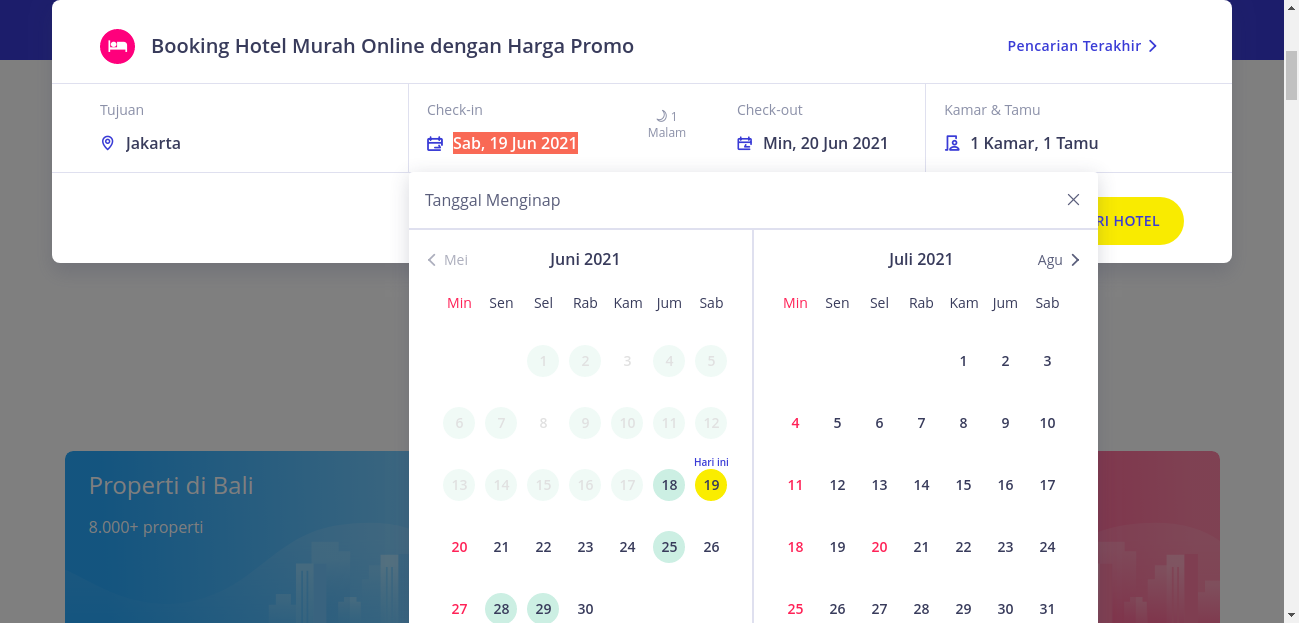 Booking Hotel Murah Online dengan Harga Promo
Pencarian Terakhir
Tujuan
Jakarta
Check-in
Sab, 19 Jun 2021
1
Malam
Check-out
Min, 20 Jun 2021
Kamar & Tamu
1 Kamar, 1 Tamu
Tanggal Menginap
RI HOTEL
Mei
Juni 2021
Min Sen Sel Rab Kam Jum Sab
1 2 3 4 5
6 7 8 9 10 11 12
Hari ini
13 14 15 16 17 18 19
20 21 22 23 24 25 26
27 28 29 30
Juli 2021
Agu
Min Sen Sel Rab Kam Jum Sab
1 2 3
4 5 6 7 8 9 10
11 12 13 14 15 16 17
18 19 20 21 22 23 24
25 26 27 28 29 30 31
Properti di Bali
8.000+ properti